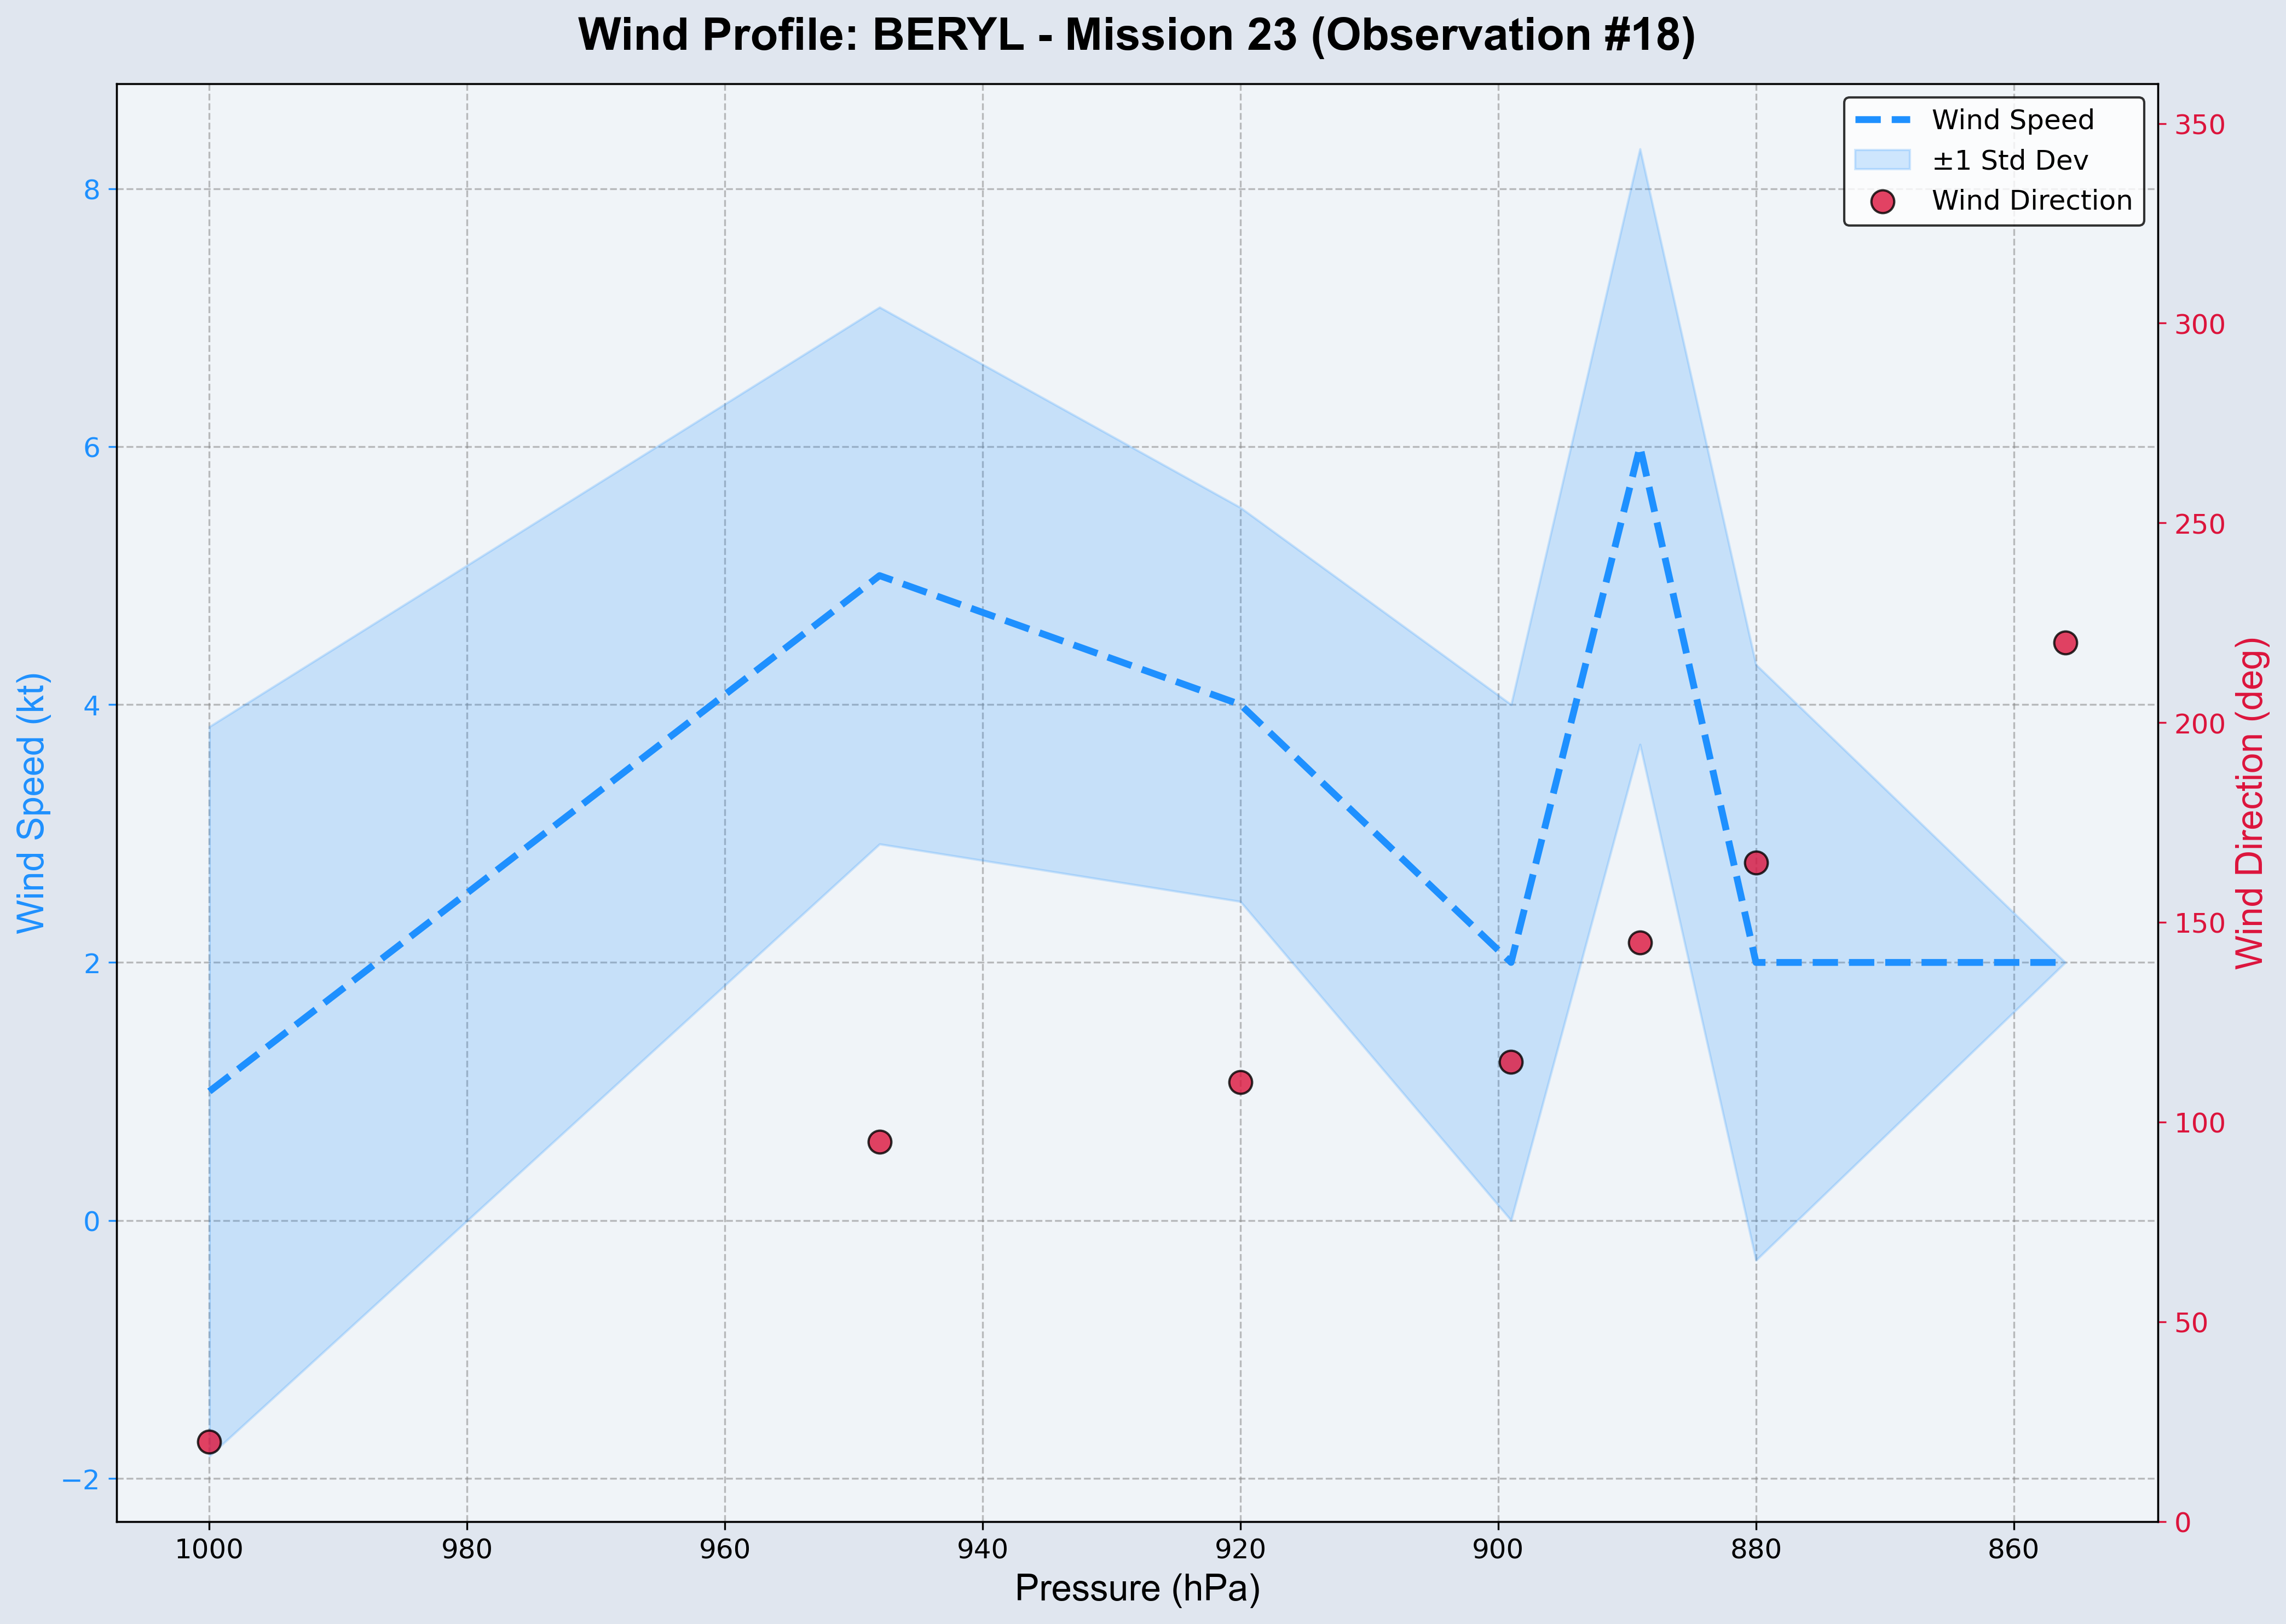 Wind Profile: BERYL - Mission 23 (Observation #18)
Wind Speed
±1 Std Dev
Wind Direction
Wind Speed (kt)
8
6
4
2
0
−2
350
300
250
200
150
100
50
0
Wind Direction (deg)
1000 980 960 940 920 900 880 860
Pressure (hPa)